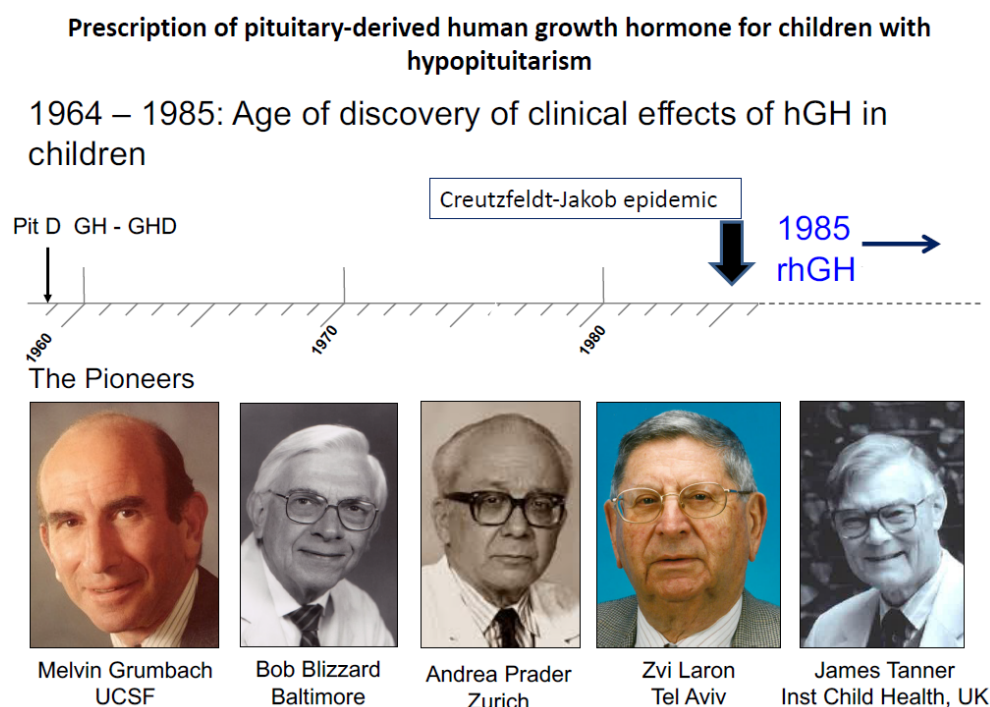 Prescription of pituitary-derived human growth hormone for children with
hypopituitarism
1964 – 1985: Age of discovery of clinical effects of hGH in
children
Creutzfeldt-Jakob epidemic
Pit D GH - GHD
1985
rhGH
1960
1970
1980
The Pioneers
Melvin Grumbach
UCSF
Bob Blizzard
Baltimore
Andrea Prader
Zurich
Zvi Laron
Tel Aviv
James Tanner
Inst Child Health, UK